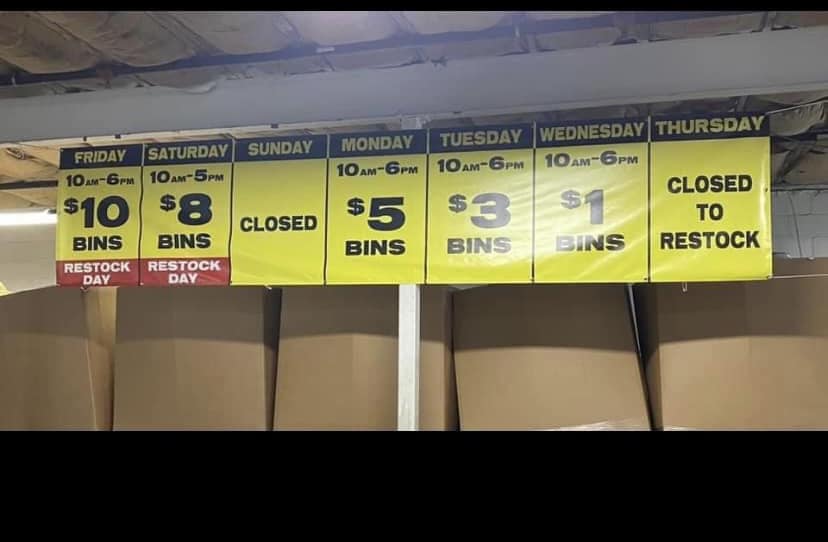 FRIDAY
10AM-6PM
$10
BINS
RESTOCK
DAY
SATURDAY
10AM-5PM
$8
BINS
RESTOCK
DAY
SUNDAY
CLOSED
MONDAY
10AM-6PM
$5
BINS
TUESDAY
10AM-6PM
$3
BINS
WEDNESDAY
10AM-6PM
$1
BINS
THURSDAY
CLOSED
TO
RESTOCK